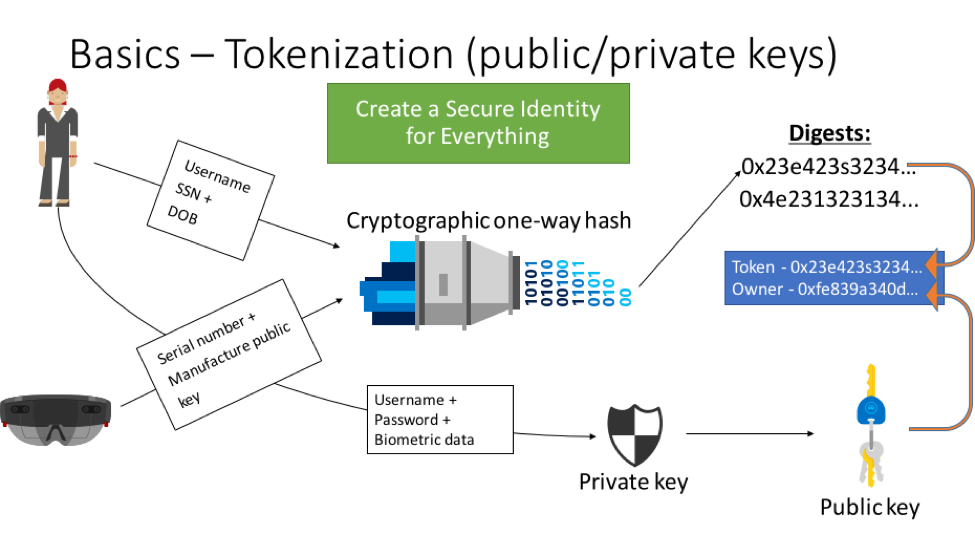 Basics – Tokenization (public/private keys)
Create a Secure Identity
for Everything
Digests:
0x23e423s3234...
0x4e231323134...
Username
SSN +
DOB
Cryptographic one-way hash
10101
01010
00100
11011
0101
010
00
Token - 0x23e423s3234...
Owner - 0xfe839a340d...
Serial number +
Manufacture public
key
Username +
Password +
Biometric data
Private key
Public key